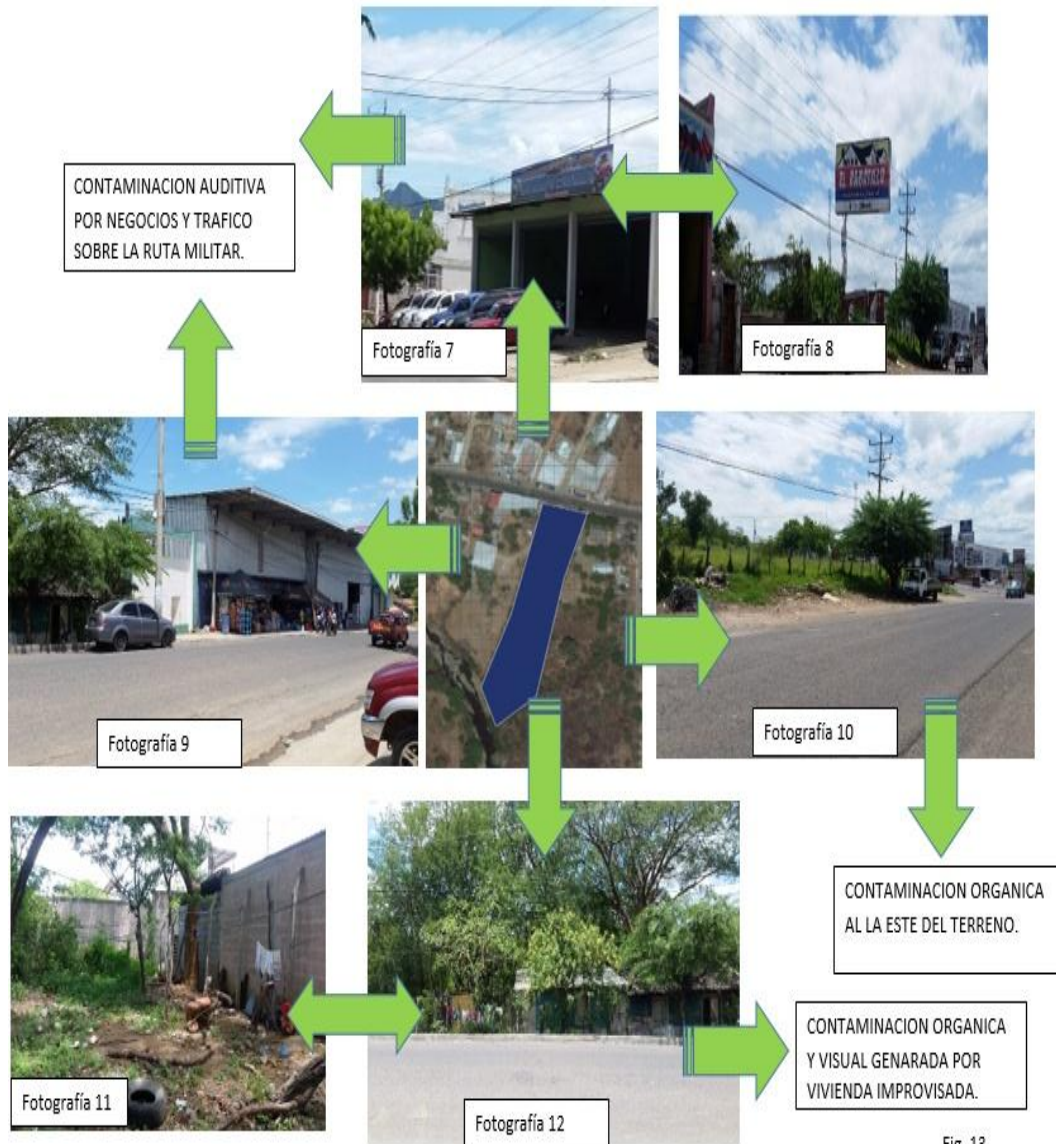 CONTAMINACION AUDITIVA
POR NEGOCIOS Y TRAFICO
SOBRE LA RUTA MILITAR.
Fotografía 7
Fotografía 8
Fotografía 9
Fotografía 10
CONTAMINACION ORGANICA
AL LA ESTE DEL TERRENO.
Fotografía 11
Fotografía 12
CONTAMINACION ORGANICA
Y VISUAL GENARADA POR
VIVIENDA IMPROVISADA.
Fig. 13